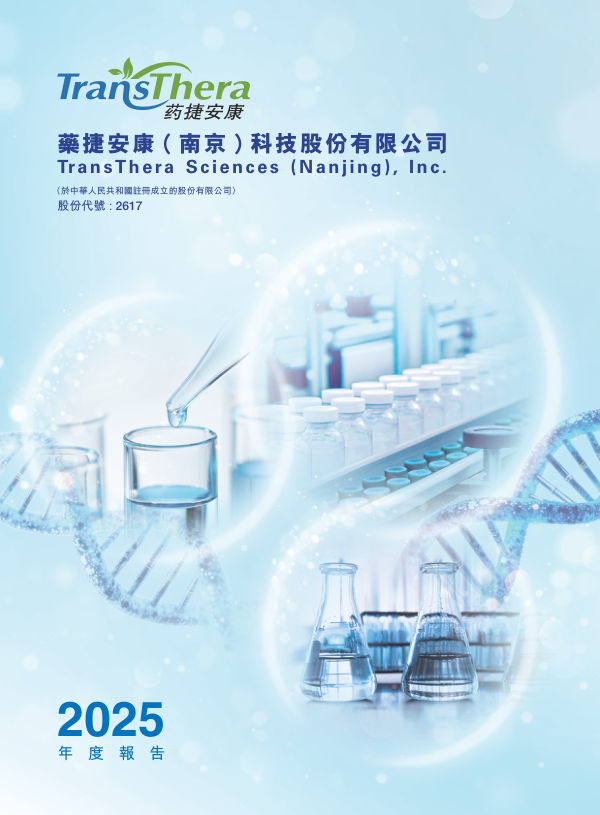 TransThera
药捷安康
藥捷安康（南京）科技股份有限公司
TransThera Sciences (Nanjing), Inc.
（於中華人民共和國註冊成立的股份有限公司）
股份代號 : 2617
2025
年度報告